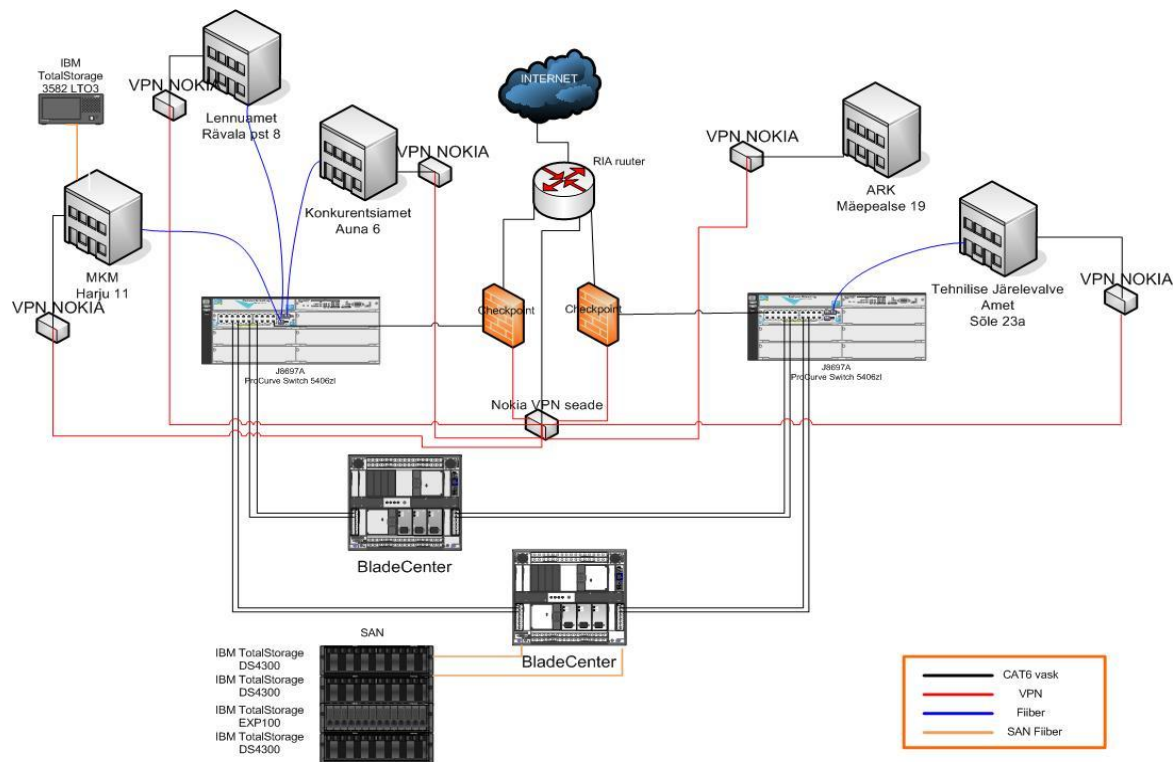 IBM
TotalStorage
3582 LTO3
VPN NOKIA
Lennuamet
Rävala pst 8
VPN NOKIA
Konkurentsiamet
Auna 6
INTERNET
RIA ruuter
VPN NOKIA
ARK
Mäepealse 19
MKM
Harju 11
VPN NOKIA
Tehnilise Järelevalve
Amet
Sõle 23a
VPN NOKIA
Checkpoint
Checkpoint
J8697A
ProCurve Switch 5406zl
J8697A
ProCurve Switch 5406zl
Nokia VPN seade
BladeCenter
BladeCenter
SAN
IBM TotalStorage
DS4300
IBM TotalStorage
DS4300
IBM TotalStorage
EXP100
IBM TotalStorage
DS4300
CAT6 vask
VPN
Fiiber
SAN Fiiber